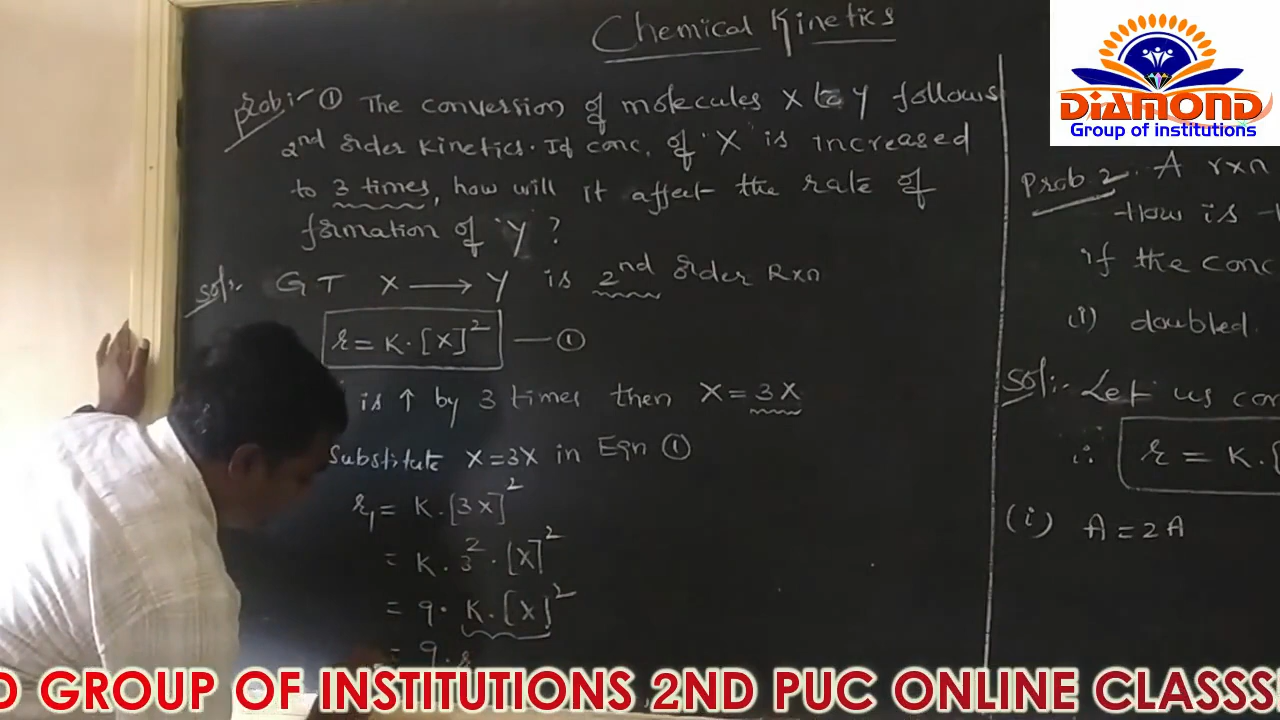 Chemical Kinetics
Prob:- ① The conversion of molecules X to Y follows
2nd order kinetics. If conc. of "X" is increased
to 3 times, how will it affect the rate of
formation of 'Y' ?
Sol:- GT X ⟶ Y is 2nd order Rxn
r = K·[X]² — ①
is ↑ by 3 times then X = 3X
Substitute X = 3X in Eqn ①
r₁ = K·[3X]²
= K·3²·[X]²
= 9·K·[X]²
= 9·r
DIAMOND
Group of institutions
Prob 2 A rxn
How is
if the conc
(i) doubled
Sol:- Let us con
∴ r = K·[
(i) A = 2A
D GROUP OF INSTITUTIONS 2ND PUC ONLINE CLASSS